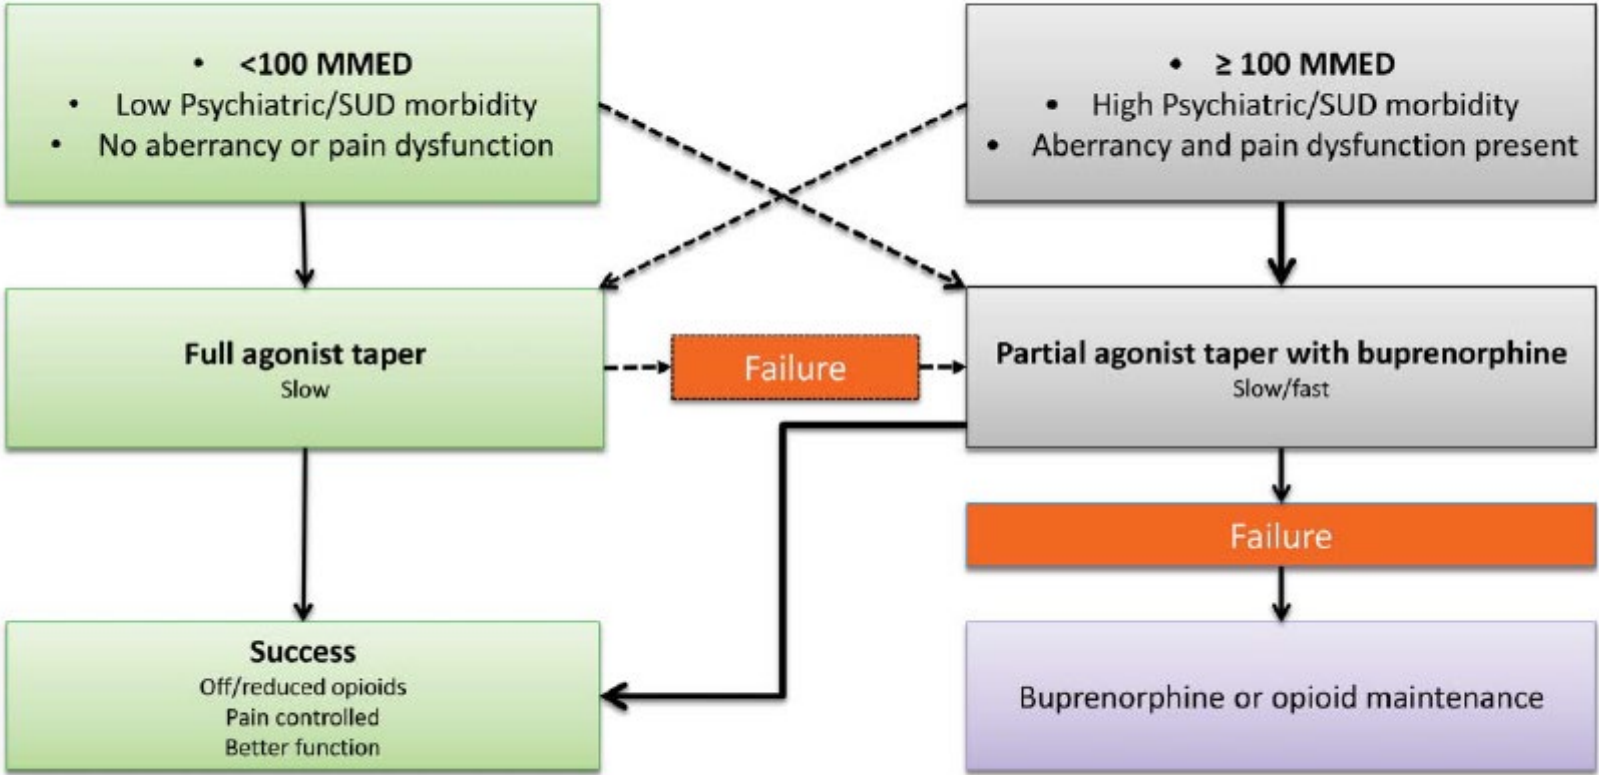 • <100 MMED
• Low Psychiatric/SUD morbidity
• No aberrancy or pain dysfunction
• ≥ 100 MMED
• High Psychiatric/SUD morbidity
• Aberrancy and pain dysfunction present
Full agonist taper
Slow
Failure
Partial agonist taper with buprenorphine
Slow/fast
Failure
Success
Off/reduced opioids
Pain controlled
Better function
Buprenorphine or opioid maintenance